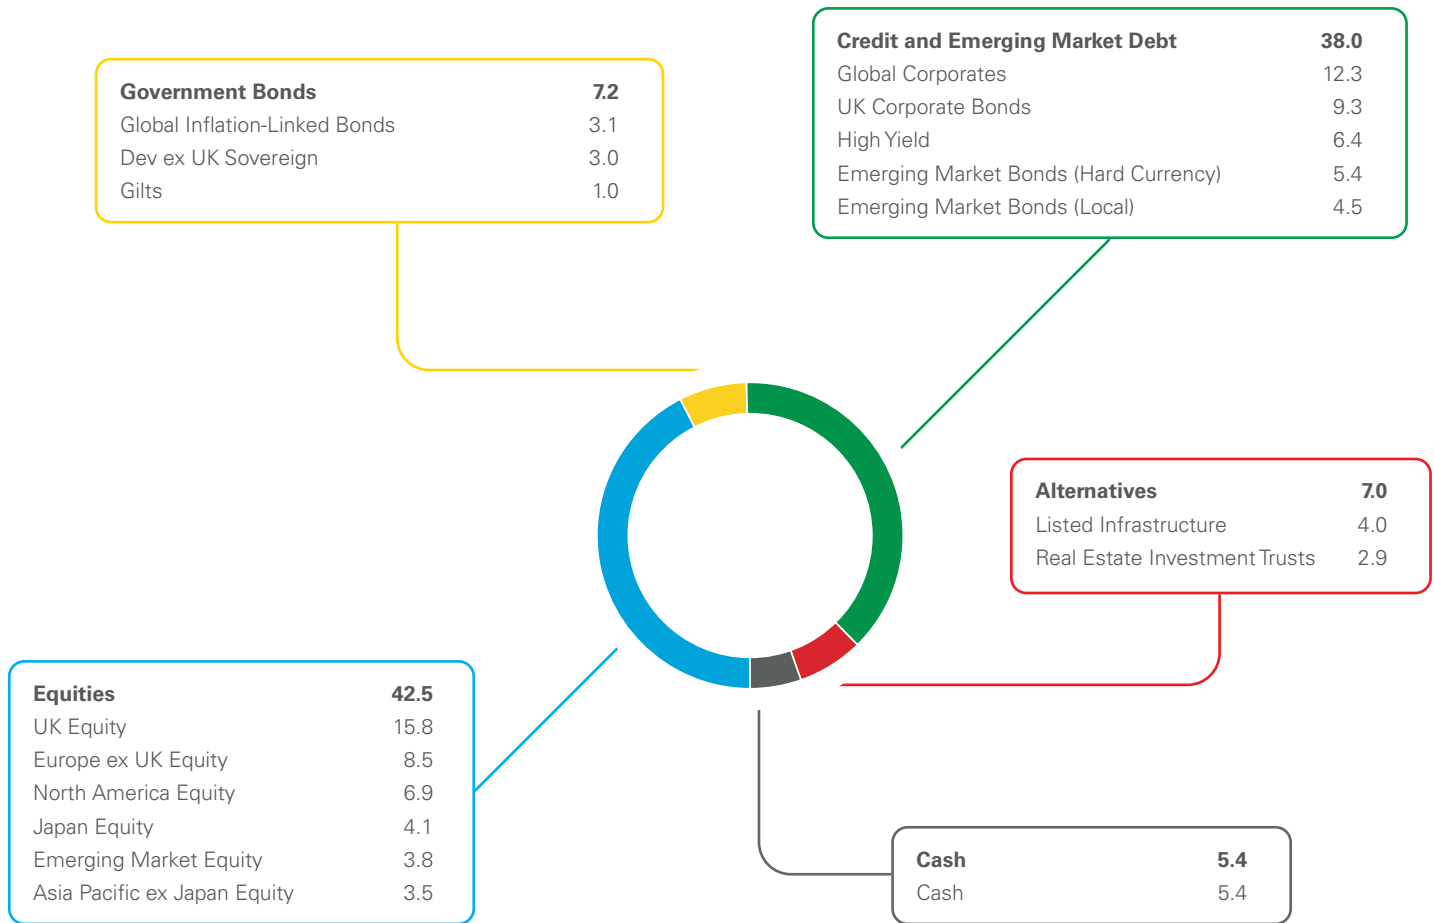 Credit and Emerging Market Debt 38.0
Global Corporates 12.3
UK Corporate Bonds 9.3
High Yield 6.4
Emerging Market Bonds (Hard Currency) 5.4
Emerging Market Bonds (Local) 4.5
Government Bonds 7.2
Global Inflation-Linked Bonds 3.1
Dev ex UK Sovereign 3.0
Gilts 1.0
Alternatives 7.0
Listed Infrastructure 4.0
Real Estate Investment Trusts 2.9
Equities 42.5
UK Equity 15.8
Europe ex UK Equity 8.5
North America Equity 6.9
Japan Equity 4.1
Emerging Market Equity 3.8
Asia Pacific ex Japan Equity 3.5
Cash 5.4
Cash 5.4